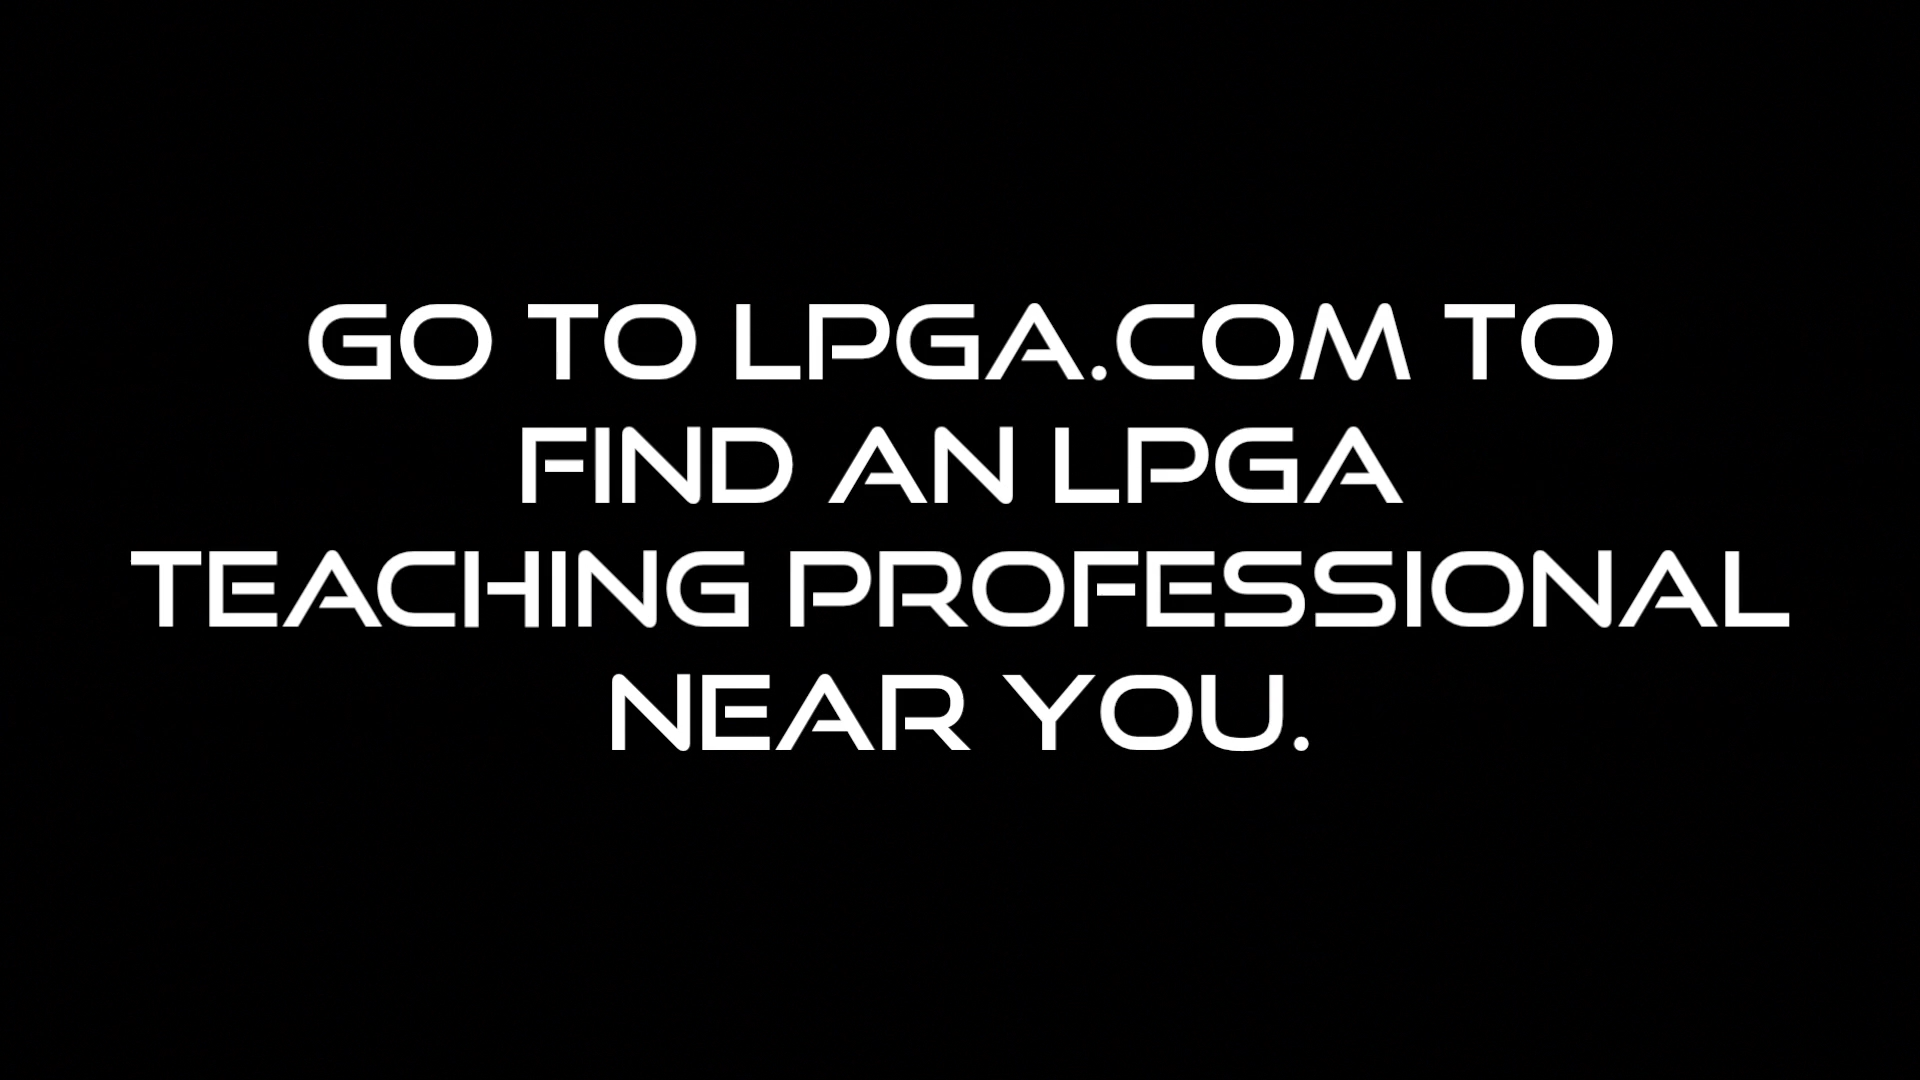 GO TO LPGA.COM TO
FIND AN LPGA
TEACHING PROFESSIONAL
NEAR YOU.